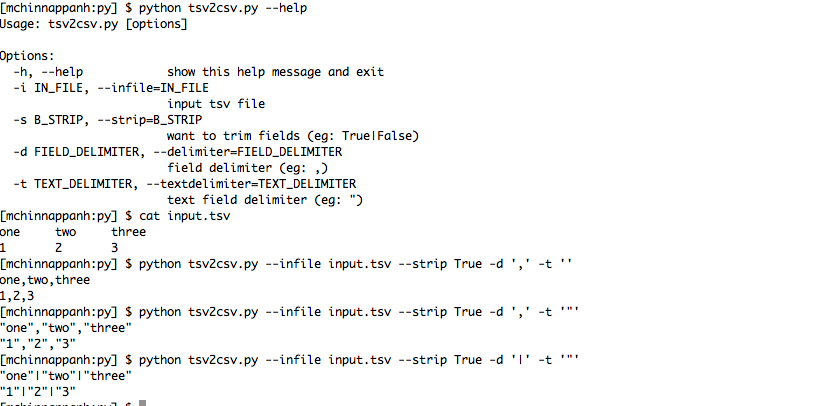 [mchinnappanh:py] $ python tsv2csv.py --help
Usage: tsv2csv.py [options]
Options:
-h, --help show this help message and exit
-i IN_FILE, --infile=IN_FILE
input tsv file
-s B_STRIP, --strip=B_STRIP
want to trim fields (eg: True|False)
-d FIELD_DELIMITER, --delimiter=FIELD_DELIMITER
field delimiter (eg: ,)
-t TEXT_DELIMITER, --textdelimiter=TEXT_DELIMITER
text field delimiter (eg: ")
[mchinnappanh:py] $ cat input.tsv
one two three
1 2 3
[mchinnappanh:py] $ python tsv2csv.py --infile input.tsv --strip True -d ',' -t ''
one,two,three
1,2,3
[mchinnappanh:py] $ python tsv2csv.py --infile input.tsv --strip True -d ',' -t '"'
"one","two","three"
"1","2","3"
[mchinnappanh:py] $ python tsv2csv.py --infile input.tsv --strip True -d '|' -t '"'
"one"|"two"|"three"
"1"|"2"|"3"
[mchinnappanh:py] $